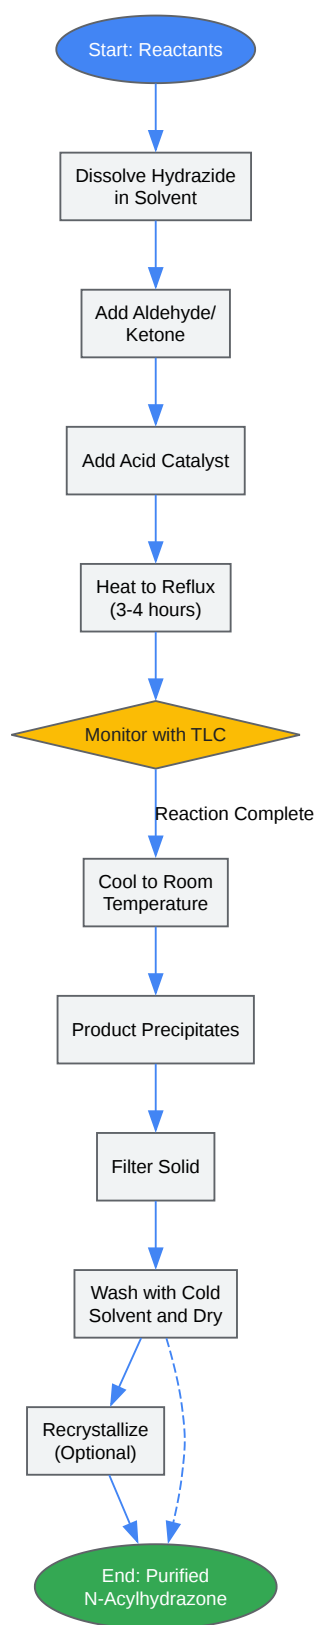 Start: Reactants
Dissolve Hydrazide
in Solvent
Add Aldehyde/
Ketone
Add Acid Catalyst
Heat to Reflux
(3-4 hours)
Monitor with TLC
Reaction Complete
Cool to Room
Temperature
Product Precipitates
Filter Solid
Wash with Cold
Solvent and Dry
Recrystallize
(Optional)
End: Purified
N-Acylhydrazone